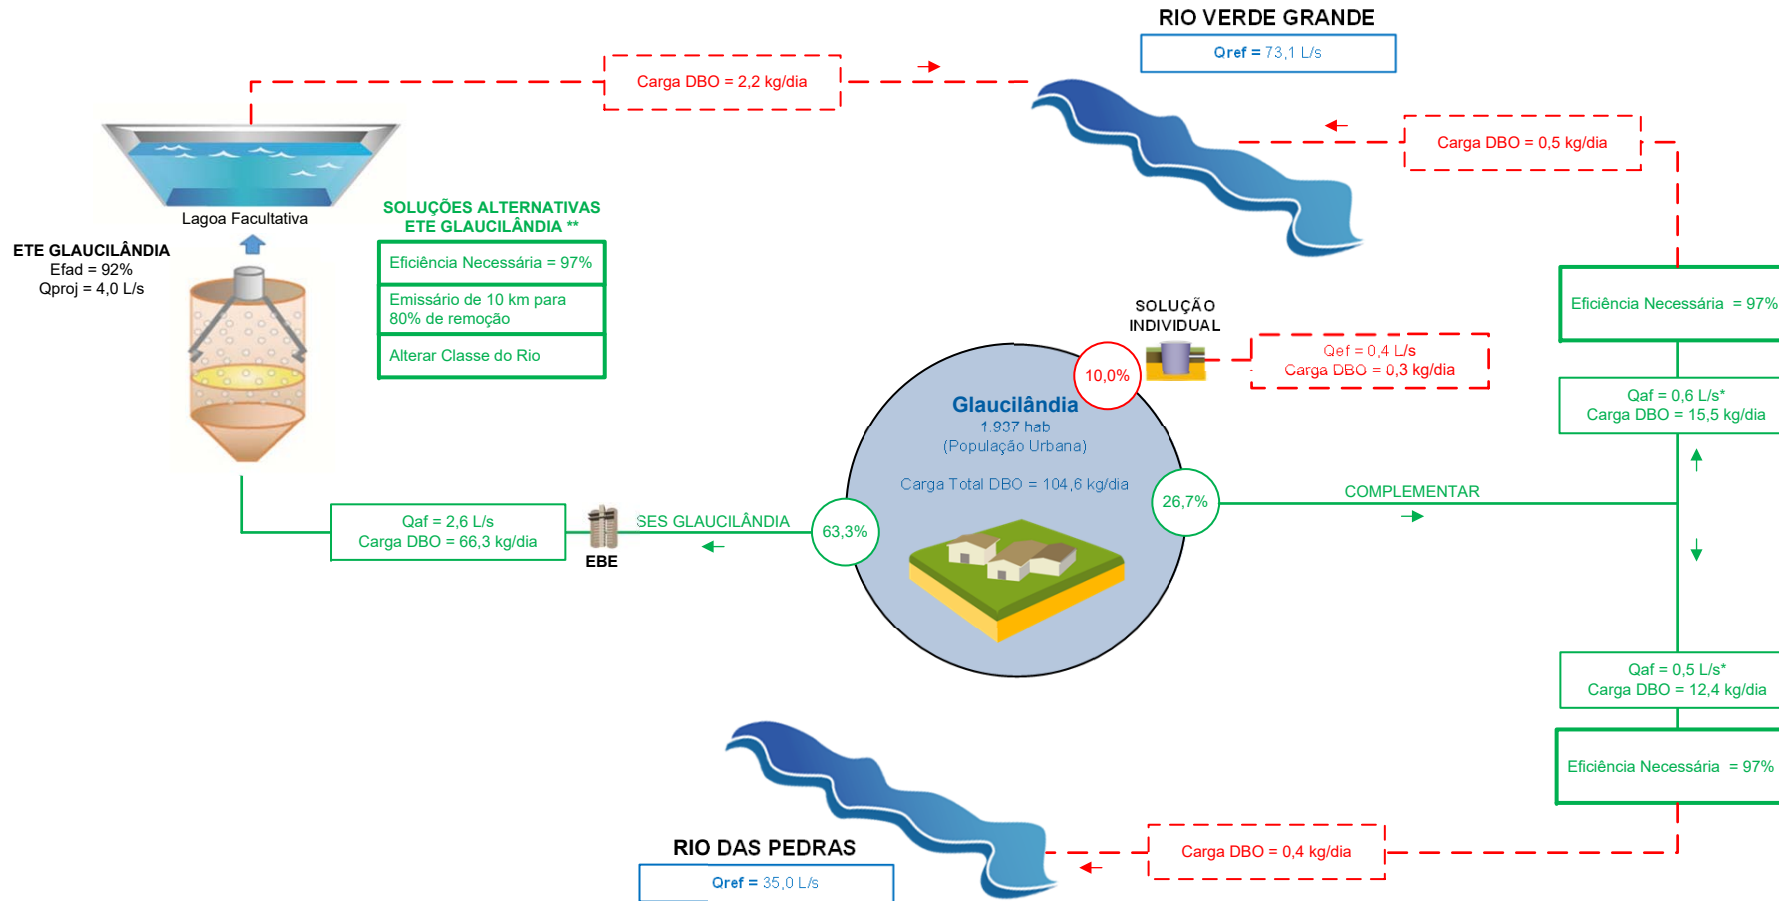 RIO VERDE GRANDE
Qref = 73,1 L/s
Carga DBO = 2,2 kg/dia
Carga DBO = 0,5 kg/dia
Lagoa Facultativa
ETE GLAUCILÂNDIA
Efad = 92%
Qproj = 4,0 L/s
SOLUÇÕES ALTERNATIVAS
ETE GLAUCILÂNDIA **
Eficiência Necessária = 97%
Emissário de 10 km para
80% de remoção
Alterar Classe do Rio
SOLUÇÃO
INDIVIDUAL
Qef = 0,4 L/s
Carga DBO = 0,3 kg/dia
10,0%
Eficiência Necessária = 97%
Qaf = 0,6 L/s*
Carga DBO = 15,5 kg/dia
Glaucilândia
1.937 hab
(População Urbana)
Carga Total DBO = 104,6 kg/dia
26,7%
COMPLEMENTAR
63,3%
SES GLAUCILÂNDIA
EBE
Qaf = 2,6 L/s
Carga DBO = 66,3 kg/dia
Qaf = 0,5 L/s*
Carga DBO = 12,4 kg/dia
Eficiência Necessária = 97%
Carga DBO = 0,4 kg/dia
RIO DAS PEDRAS
Qref = 35,0 L/s